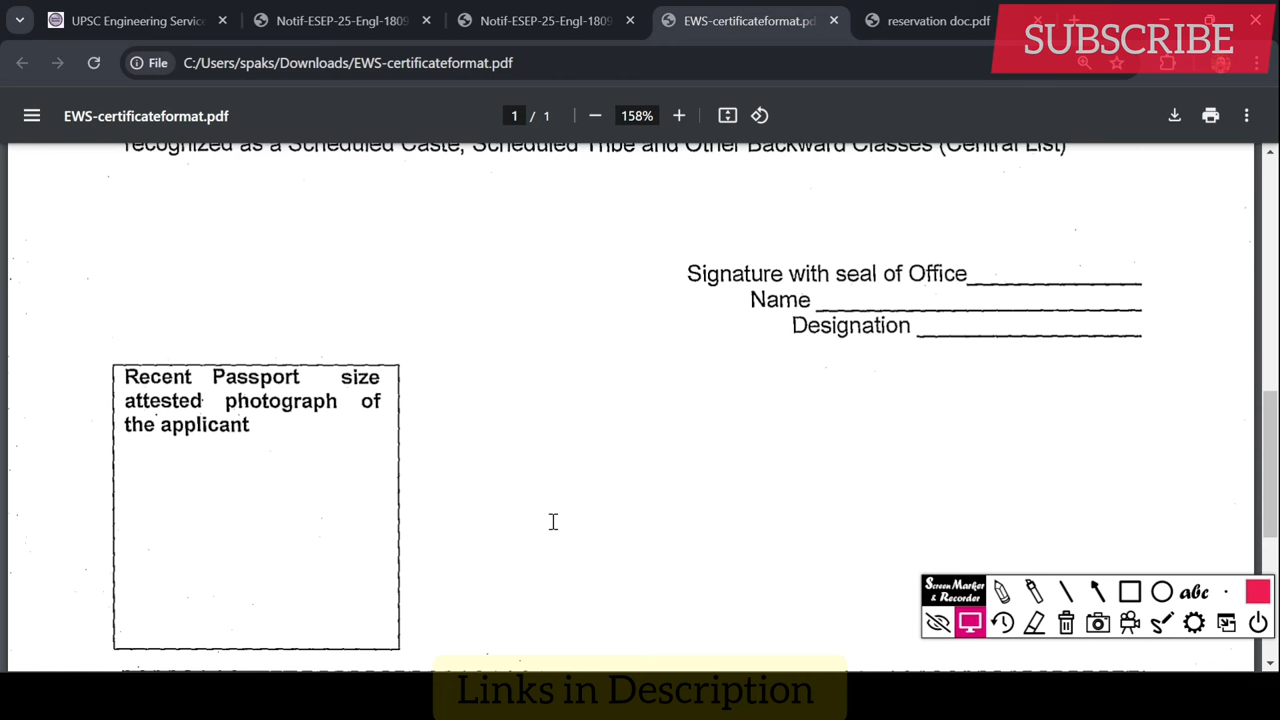 UPSC Engineering Service
Notif-ESEP-25-Engl-1809
Notif-ESEP-25-Engl-1809
EWS-certificateformat.pd
reservation doc.pdf
SUBSCRIBE
File
C:/Users/spaks/Downloads/EWS-certificateformat.pdf
EWS-certificateformat.pdf
1 / 1
158%
recognized as a Scheduled Caste, Scheduled Tribe and Other Backward Classes (Central List)
Signature with seal of Office
Name
Designation
Recent Passport size
attested photograph of
the applicant
Screen Marker
& Recorder
abc
Links in Description